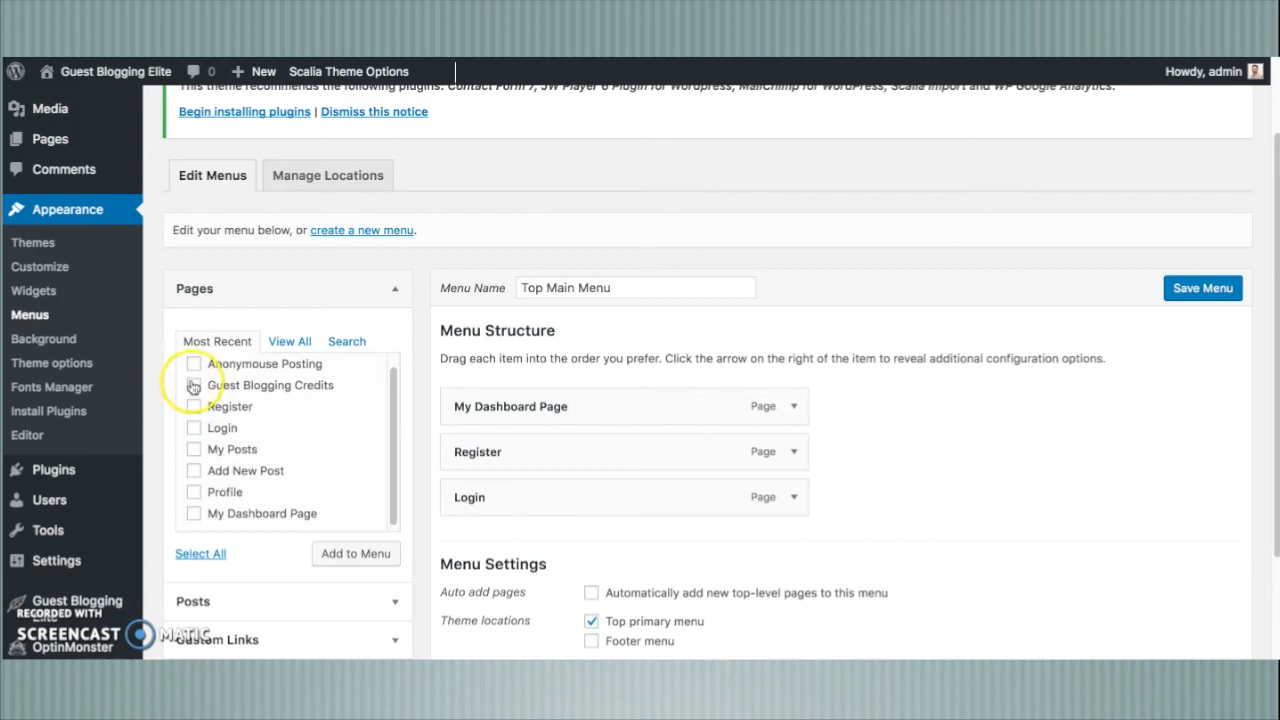 Guest Blogging Elite 0 New Scalia Theme Options Howdy, admin
This theme recommends the following plugins: Contact Form 7, JW Player 6 Plugin for Wordpress, MailChimp for WordPress, Scalia Import and WP Google Analytics.
Begin installing plugins | Dismiss this notice
Media
Pages
Comments
Appearance
Themes
Customize
Widgets
Menus
Background
Theme options
Fonts Manager
Install Plugins
Editor
Plugins
Users
Tools
Settings
Guest Blogging
Elite
OptinMonster
RECORDED WITH
SCREENCAST MATIC
Edit Menus Manage Locations
Edit your menu below, or create a new menu.
Pages
Most Recent View All Search
Anonymouse Posting
Guest Blogging Credits
Register
Login
My Posts
Add New Post
Profile
My Dashboard Page
Select All Add to Menu
Posts
Custom Links
Menu Name Top Main Menu Save Menu
Menu Structure
Drag each item into the order you prefer. Click the arrow on the right of the item to reveal additional configuration options.
My Dashboard Page Page
Register Page
Login Page
Menu Settings
Auto add pages Automatically add new top-level pages to this menu
Theme locations Top primary menu
Footer menu